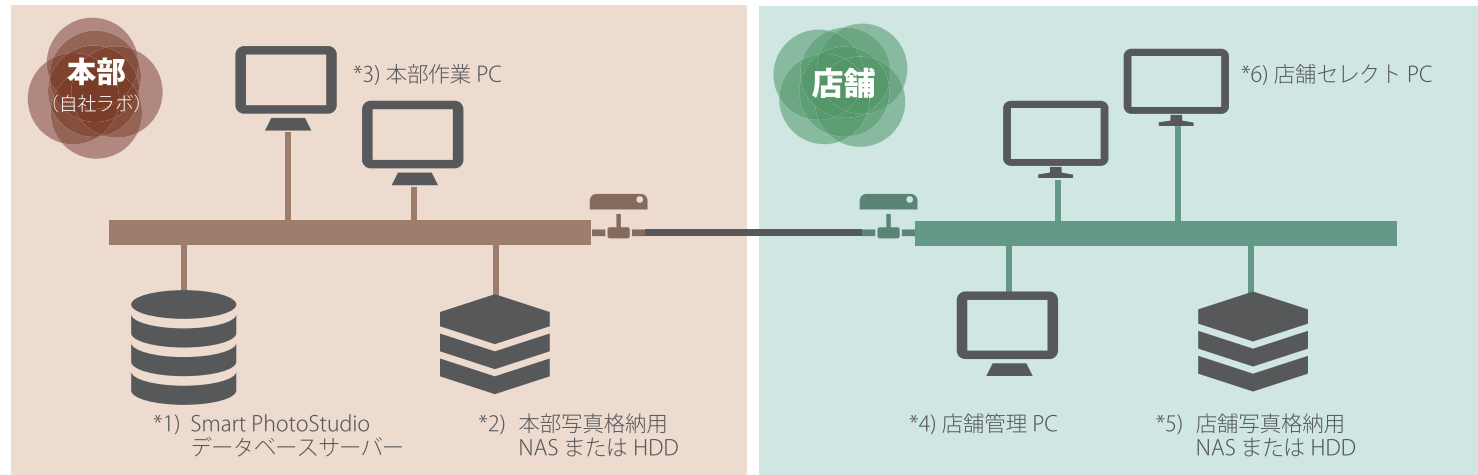 本部
(自社ラボ)
*3) 本部作業 PC
*1) Smart PhotoStudio
データベースサーバー
*2) 本部写真格納用
NAS または HDD
店舗
*6) 店舗セレクト PC
*4) 店舗管理 PC
*5) 店舗写真格納用
NAS または HDD